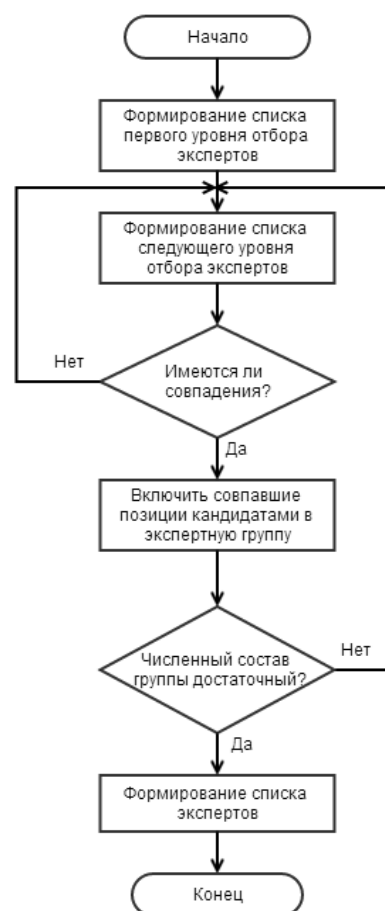 Начало
Формирование списка
первого уровня отбора
экспертов
Формирование списка
следующего уровня
отбора экспертов
Нет
Имеются ли
совпадения?
Да
Включить совпавшие
позиции кандидатами в
экспертную группу
Численный состав
группы достаточный?
Нет
Да
Формирование списка
экспертов
Конец